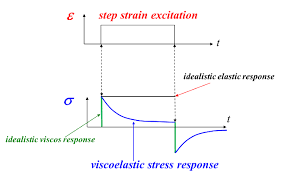 ε
step strain excitation
t
idealistic elastic response
σ
t
idealistic viscos response
viscoelastic stress response